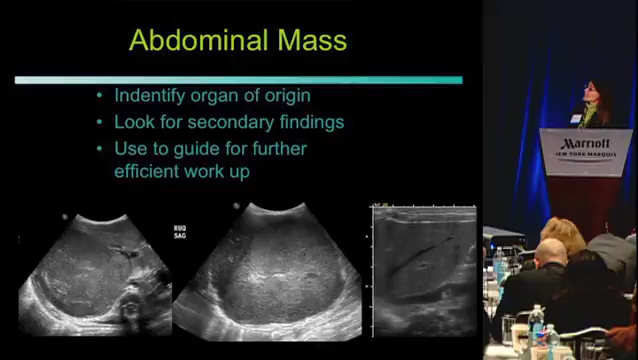 Abdominal Mass
• Indentify organ of origin
• Look for secondary findings
• Use to guide for further
efficient work up
RUQ
SAG
Marriott
NEW YORK MARQUIS